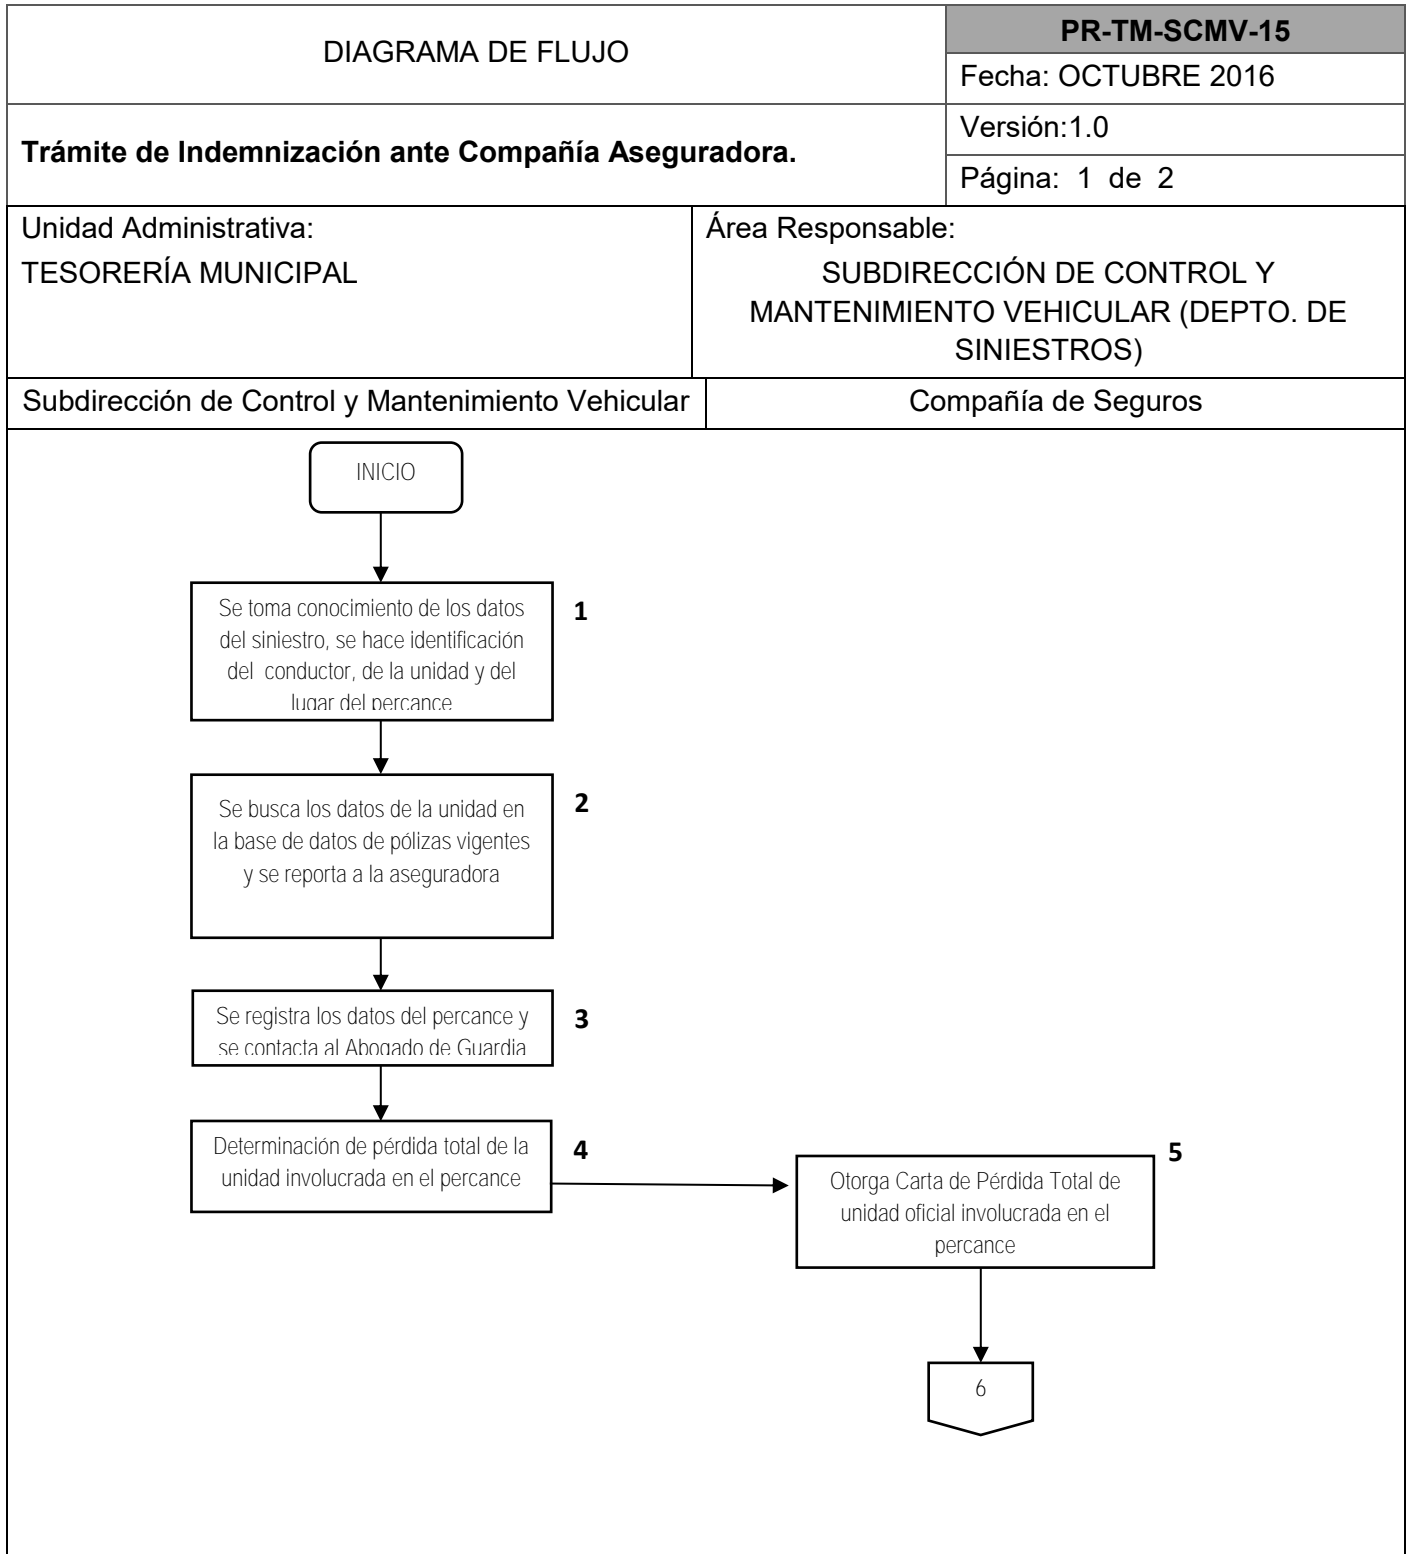 DIAGRAMA DE FLUJO
PR-TM-SCMV-15
Fecha: OCTUBRE 2016
Trámite de Indemnización ante Compañía Aseguradora.
Versión:1.0
Página: 1 de 2
Unidad Administrativa:
TESORERÍA MUNICIPAL
Área Responsable:
SUBDIRECCIÓN DE CONTROL Y
MANTENIMIENTO VEHICULAR (DEPTO. DE
SINIESTROS)
Subdirección de Control y Mantenimiento Vehicular
Compañía de Seguros
INICIO
Se toma conocimiento de los datos
del siniestro, se hace identificación
del conductor, de la unidad y del
lugar del percance
1
Se busca los datos de la unidad en
la base de datos de pólizas vigentes
y se reporta a la aseguradora
2
Se registra los datos del percance y
se contacta al Abogado de Guardia
3
Determinación de pérdida total de la
unidad involucrada en el percance
4
5
Otorga Carta de Pérdida Total de
unidad oficial involucrada en el
percance
6